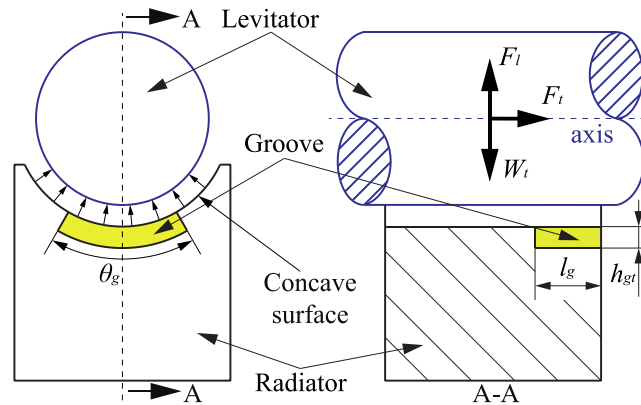 A
Levitator
F_l
F_t
Groove
axis
W_t
θ_g
l_g
h_gt
Concave
surface
Radiator
A
A-A